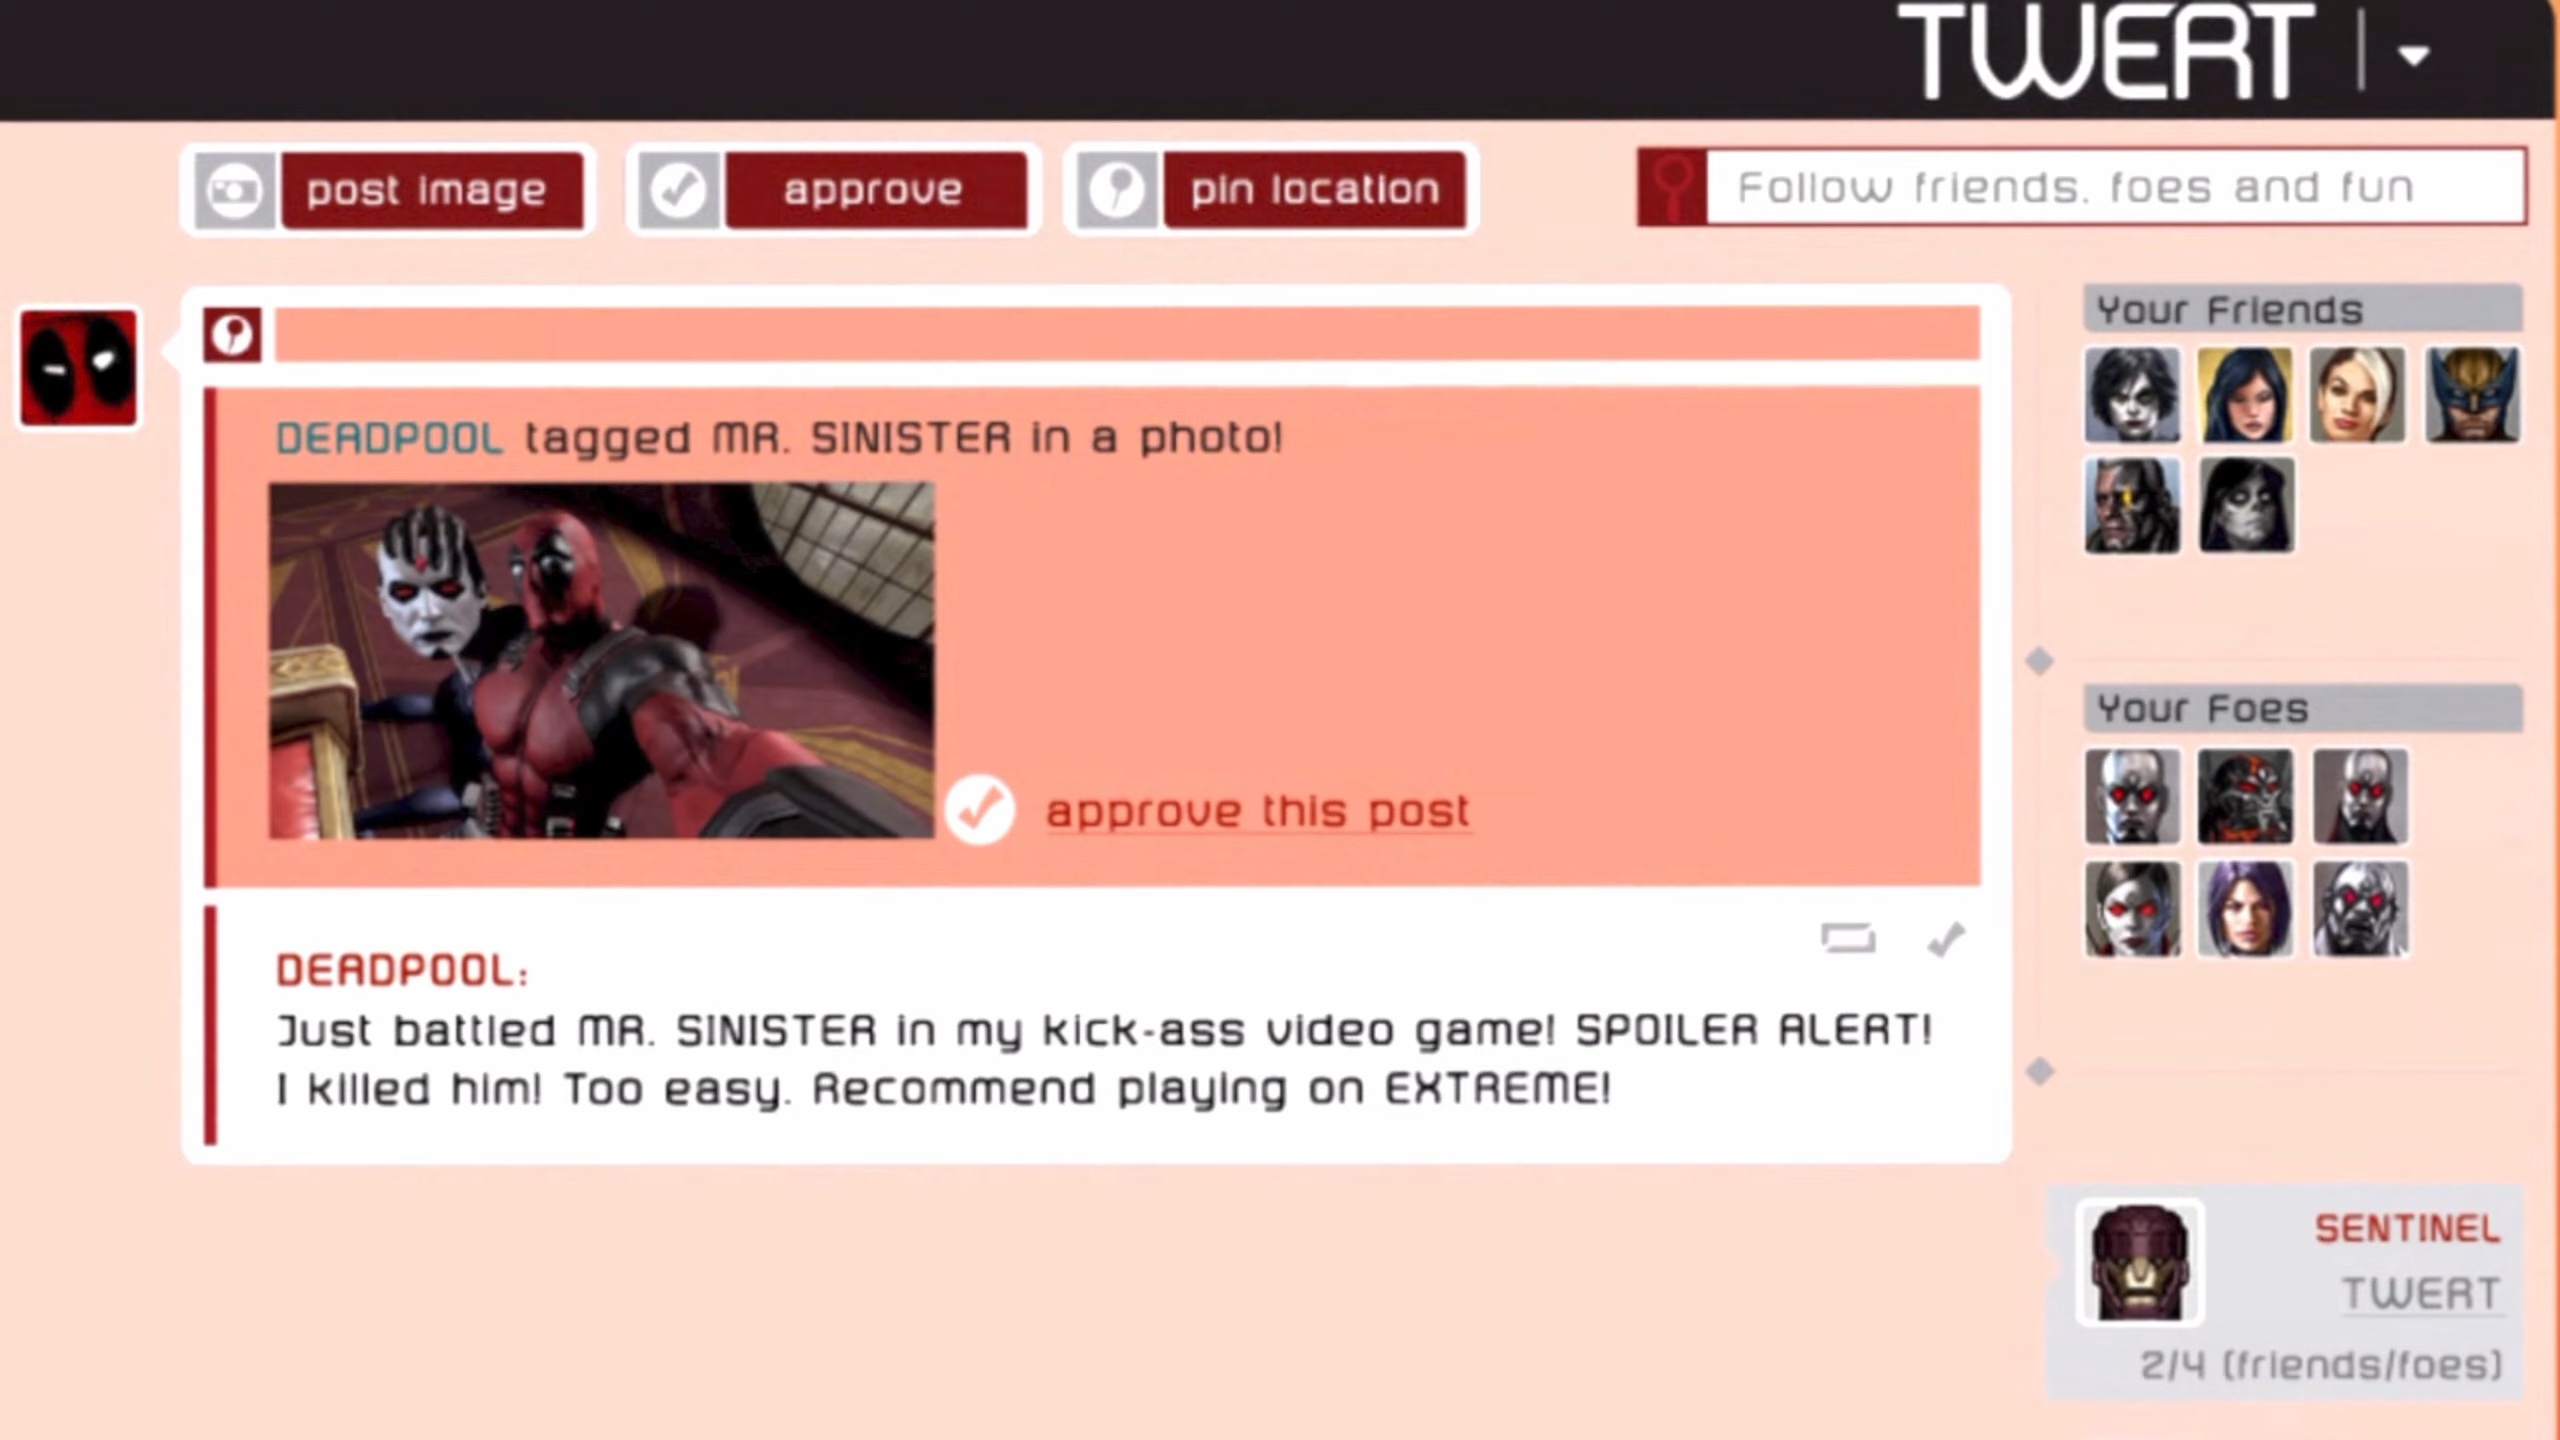 TWERT
post image
approve
pin location
Follow friends, foes and fun
Your Friends
DEADPOOL tagged MR. SINISTER in a photo!
approve this post
Your Foes
DEADPOOL:
Just battled MR. SINISTER in my kick-ass video game! SPOILER ALERT!
I killed him! Too easy. Recommend playing on EXTREME!
SENTINEL
TWERT
2/4 (friends/foes)